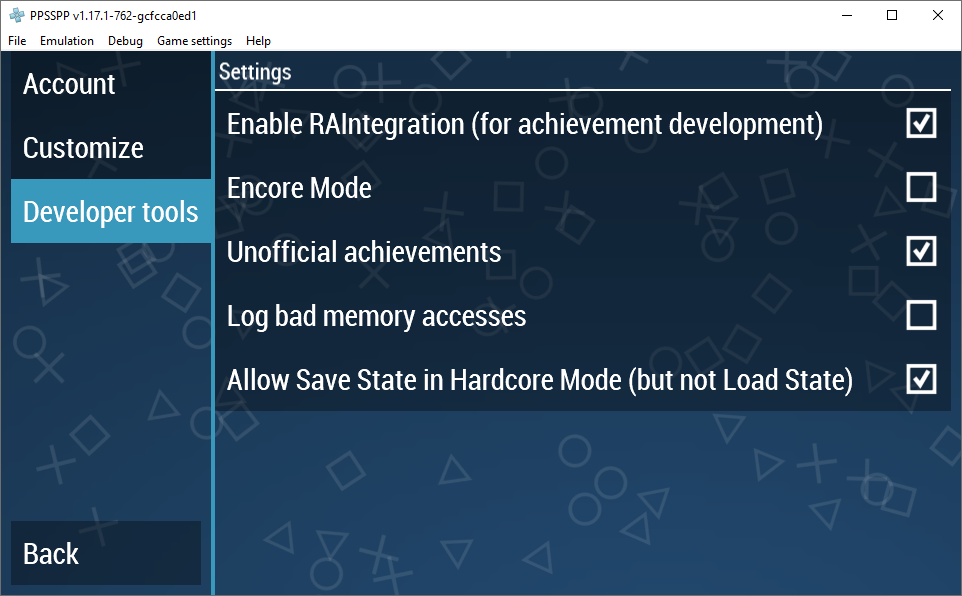 PPSSPP v1.17.1-762-gcfcca0ed1
File Emulation Debug Game settings Help
Account
Customize
Developer tools
Back
Settings
Enable RAIntegration (for achievement development)
Encore Mode
Unofficial achievements
Log bad memory accesses
Allow Save State in Hardcore Mode (but not Load State)